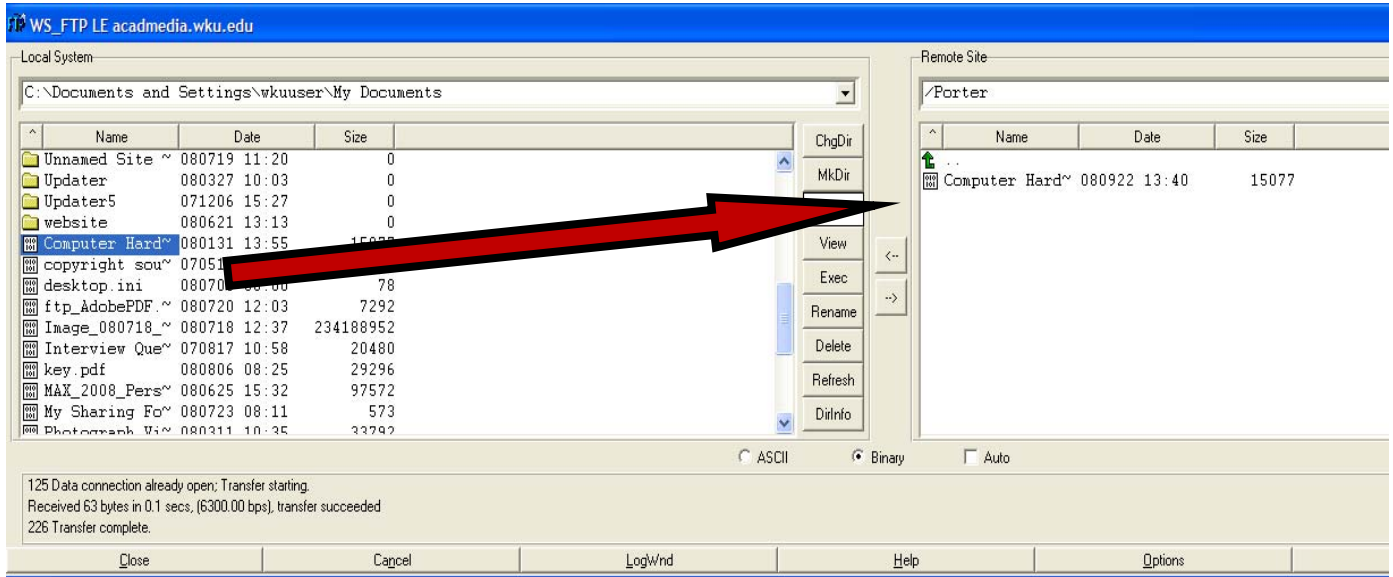 WS_FTP LE acadmedia.wku.edu
Local System
C:\Documents and Settings\wkuuser\My Documents
^ Name Date Size
Unnamed Site ~ 080719 11:20 0
Updater 080327 10:03 0
Updater5 071206 15:27 0
website 080621 13:13 0
Computer Hard~ 080131 13:55
copyright sou~
desktop.ini 78
ftp_AdobePDF.~ 080720 12:03 7292
Image_080718_~ 080718 12:37 234188952
Interview Que~ 070817 10:58 20480
key.pdf 080806 08:25 29296
MAX_2008_Pers~ 080625 15:32 97572
My Sharing Fo~ 080723 08:11 573
Photograph Vi~ 080311 10:35 33792
ChgDir
MkDir
View
Exec
Rename
Delete
Refresh
DirInfo
<--
-->
Remote Site
/Porter
^ Name Date Size
..
Computer Hard~ 080922 13:40 15077
ASCII Binary Auto
125 Data connection already open; Transfer starting.
Received 63 bytes in 0.1 secs, (6300.00 bps), transfer succeeded
226 Transfer complete.
Close Cancel LogWnd Help Options